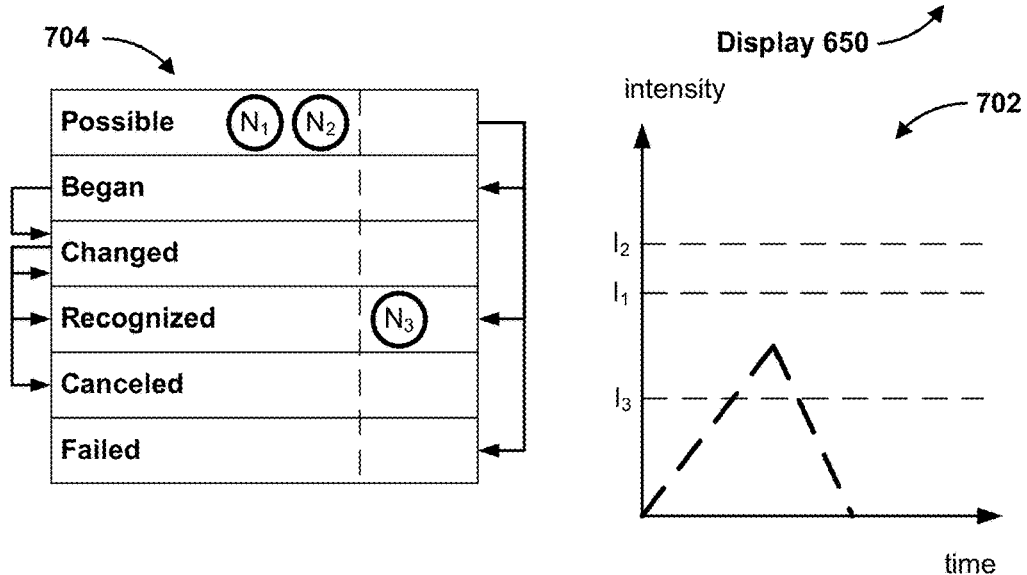 704
Display 650
intensity
702
Possible N₁ N₂
Began
Changed
Recognized N₃
Canceled
Failed
I₂
I₁
I₃
time